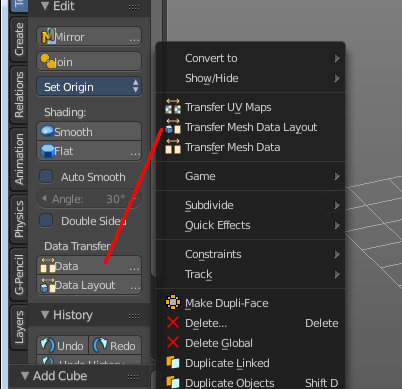 Edit
Mirror ...
Join
Set Origin
Shading:
Smooth
Flat
Auto Smooth
Angle: 30°
Double Sided
Data Transfer
Data ...
Data Layout ...
History
Undo
Redo
Undo History
Add Cube
Create
Relations
Animation
Physics
G-Pencil
Layers
Convert to
Show/Hide
Transfer UV Maps
Transfer Mesh Data Layout
Transfer Mesh Data
Game
Subdivide
Quick Effects
Constraints
Track
Make Dupli-Face
Delete... Delete
Delete Global
Duplicate Linked
Duplicate Objects Shift D